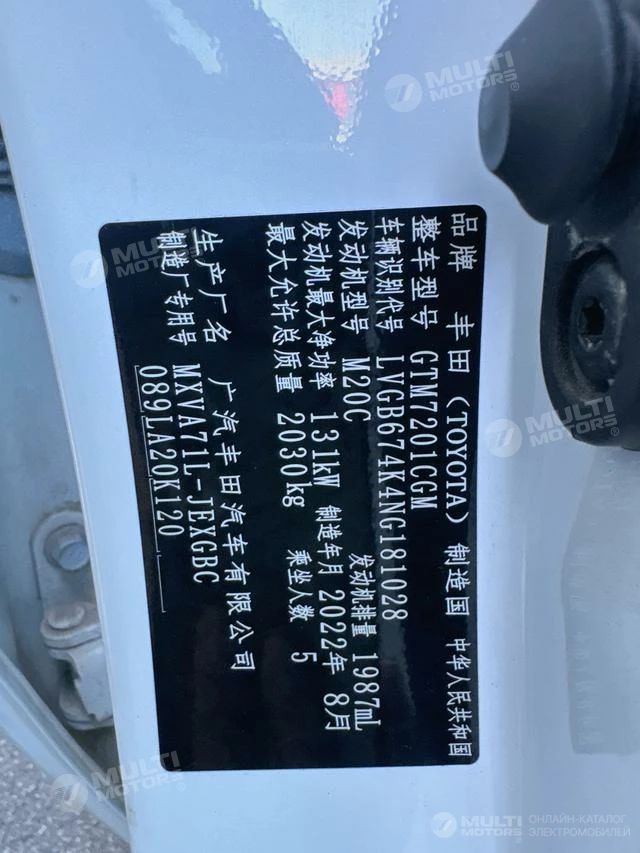 品牌 丰田 (TOYOTA) 制造国 中华人民共和国
整车型号 GTM7201CGM
车辆识别代号 LVGB674K4NG181028
发动机型号 M20C 发动机排量 1987mL
发动机最大净功率 131kW 制造年月 2022年 8月
最大允许总质量 2030kg 乘坐人数 5
生产厂名 广汽丰田汽车有限公司
制造厂专用号 MXVA71L-JEXGBC
089LA20K120
MULTI MOTORS®
MULTI MOTORS®
MULTI MOTORS®
MULTI MOTORS®
MULTI MOTORS
ОНЛАЙН-КАТАЛОГ
ЭЛЕКТРОМОБИЛЕЙ